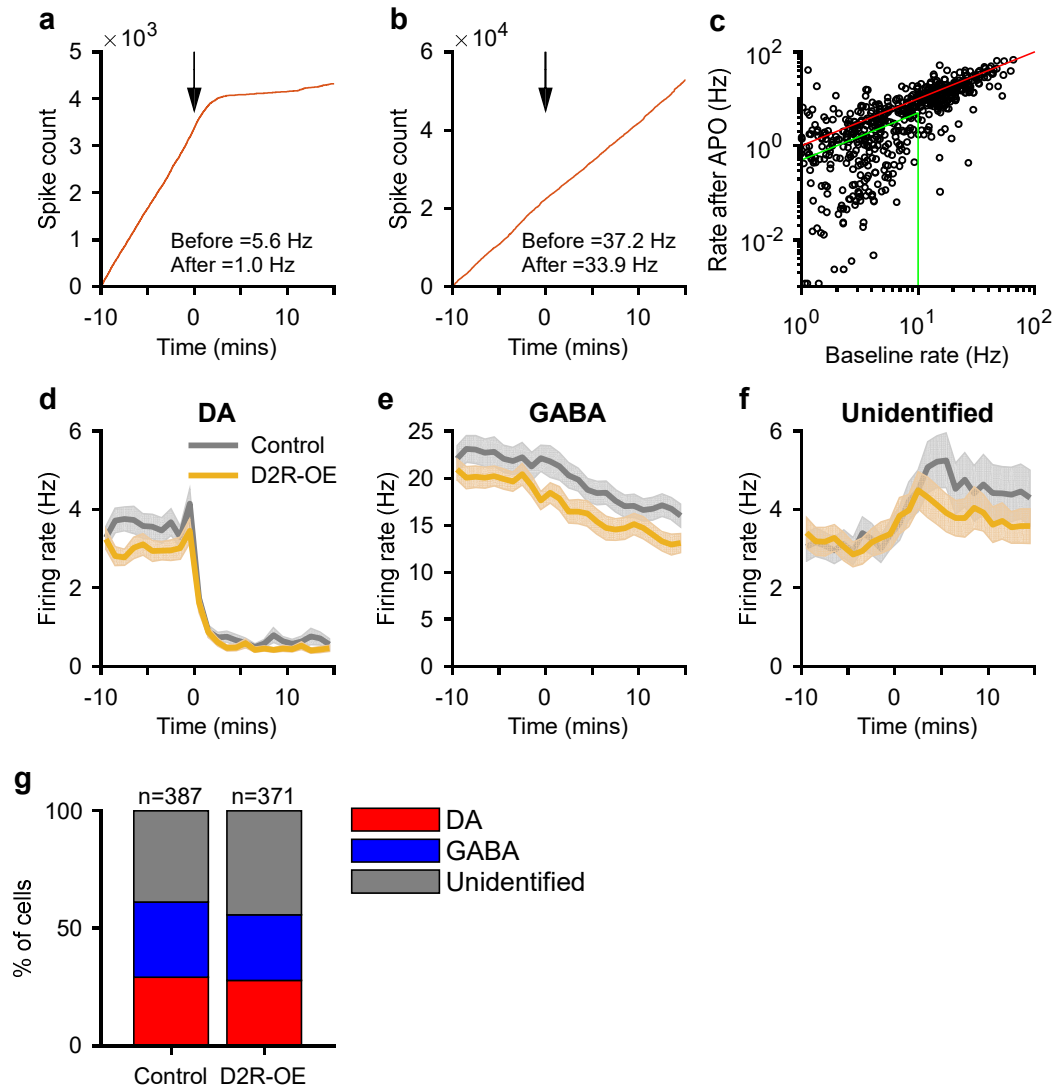 a
×10³
5
4
3
2
1
0
Spike count
Before =5.6 Hz
After =1.0 Hz
-10 0 10
Time (mins)
b
×10⁴
6
4
2
0
Spike count
Before =37.2 Hz
After =33.9 Hz
-10 0 10
Time (mins)
c
10²
10⁰
10⁻²
Rate after APO (Hz)
10⁰ 10¹ 10²
Baseline rate (Hz)
d
DA
6
4
2
0
Firing rate (Hz)
Control
D2R-OE
-10 0 10
Time (mins)
e
GABA
25
20
15
10
5
0
Firing rate (Hz)
-10 0 10
Time (mins)
f
Unidentified
6
4
2
0
Firing rate (Hz)
-10 0 10
Time (mins)
g
n=387 n=371
100
50
0
% of cells
Control D2R-OE
DA
GABA
Unidentified